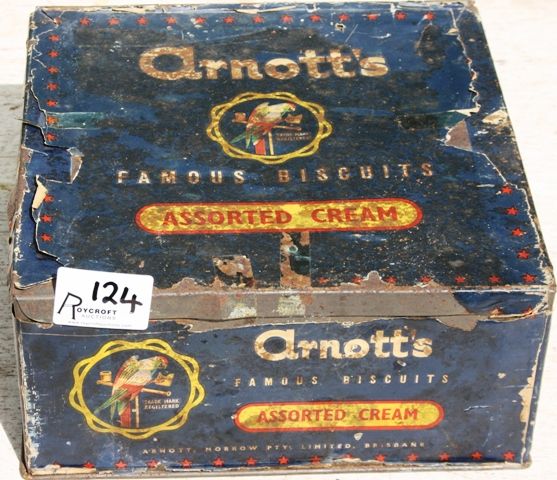 arnott's
TRADE MARK
REGISTERED
FAMOUS BISCUITS
ASSORTED CREAM
124
ROYCROFT
AUCTIONS
arnott's
FAMOUS BISCUITS
TRADE MARK
REGISTERED
ASSORTED CREAM
ARNOTT, MORROW PTY. LIMITED, BRISBANE